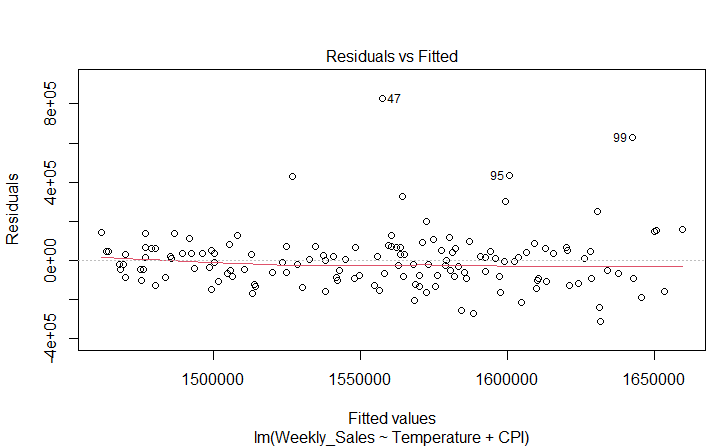 Residuals vs Fitted
Residuals
8e+05
4e+05
0e+00
-4e+05
47
99
95
1500000 1550000 1600000 1650000
Fitted values
lm(Weekly_Sales ~ Temperature + CPI)